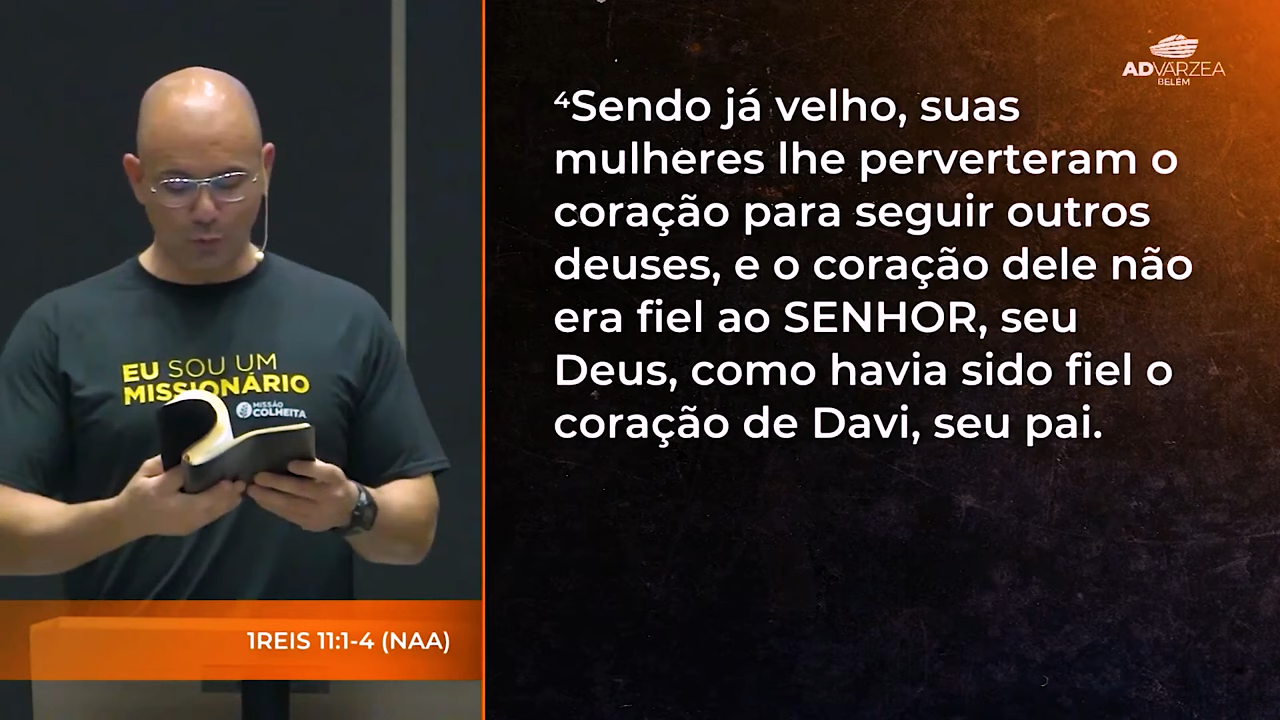 EU SOU UM
MISSIONÁRIO
MISSÃO
COLHEITA
1REIS 11:1-4 (NAA)
ADVARZEA
BELÉM
⁴Sendo já velho, suas
mulheres lhe perverteram o
coração para seguir outros
deuses, e o coração dele não
era fiel ao SENHOR, seu
Deus, como havia sido fiel o
coração de Davi, seu pai.